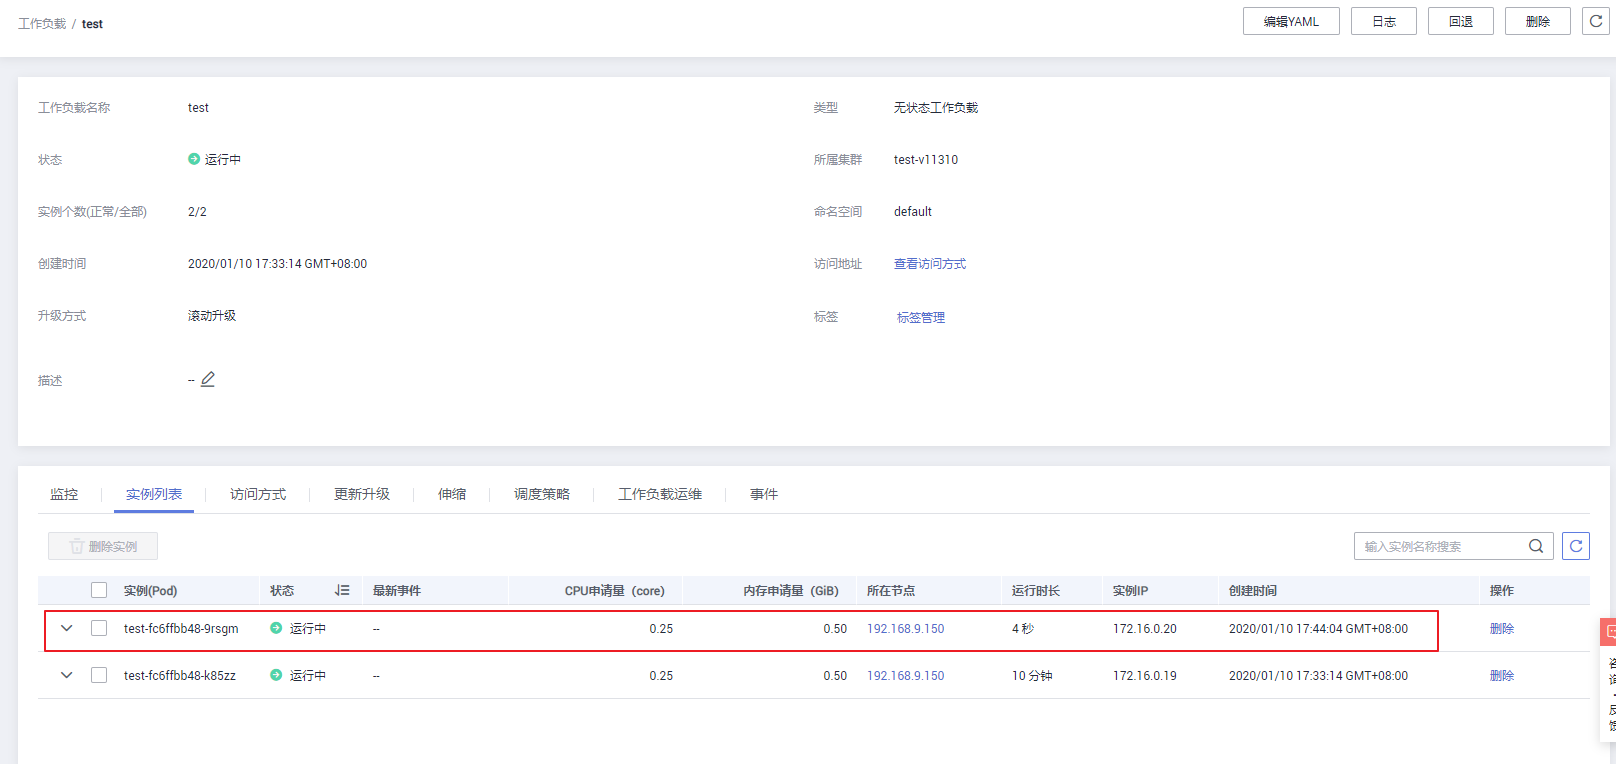 工作负载 / test
编辑YAML 日志 回退 删除
工作负载名称 test 类型 无状态工作负载
状态 运行中 所属集群 test-v11310
实例个数(正常/全部) 2/2 命名空间 default
创建时间 2020/01/10 17:33:14 GMT+08:00 访问地址 查看访问方式
升级方式 滚动升级 标签 标签管理
描述 --
监控 实例列表 访问方式 更新升级 伸缩 调度策略 工作负载运维 事件
删除实例 输入实例名称搜索
实例(Pod) 状态 最新事件 CPU申请量 (core) 内存申请量 (GiB) 所在节点 运行时长 实例IP 创建时间 操作
test-fc6ffbb48-9rsgm 运行中 -- 0.25 0.50 192.168.9.150 4 秒 172.16.0.20 2020/01/10 17:44:04 GMT+08:00 删除
test-fc6ffbb48-k85zz 运行中 -- 0.25 0.50 192.168.9.150 10 分钟 172.16.0.19 2020/01/10 17:33:14 GMT+08:00 删除